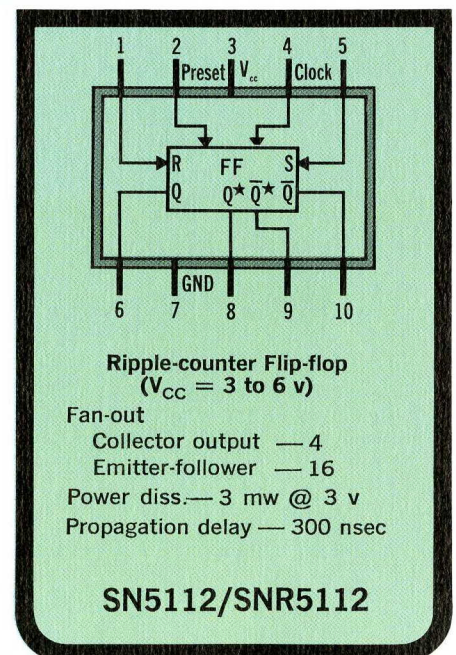 1 2 3 4 5
Preset V_cc Clock
R FF S
Q Q★ Q̅★ Q̅
GND
6 7 8 9 10
Ripple-counter Flip-flop
(V_CC = 3 to 6 v)
Fan-out
Collector output — 4
Emitter-follower — 16
Power diss.— 3 mw @ 3 v
Propagation delay — 300 nsec
SN5112/SNR5112